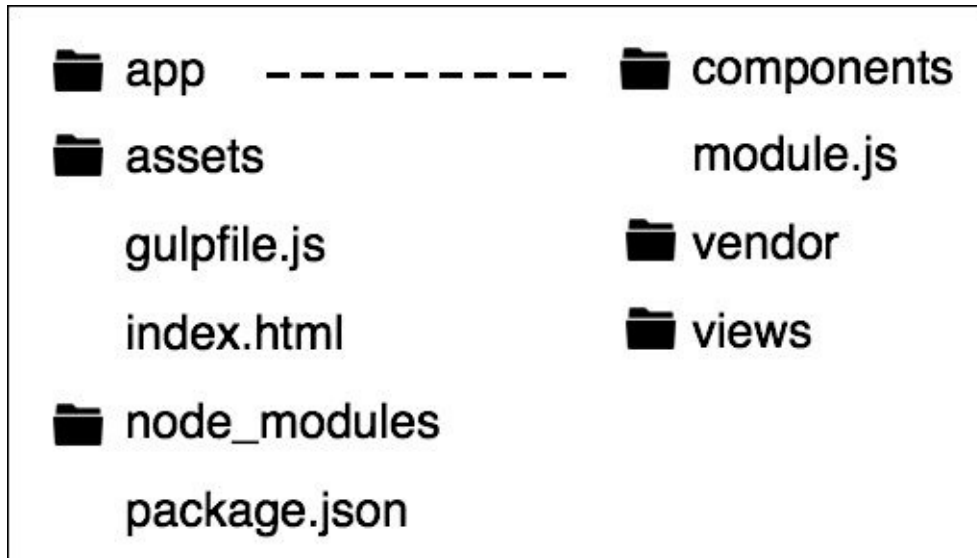 app
assets
gulpfile.js
index.html
node_modules
package.json
components
module.js
vendor
views